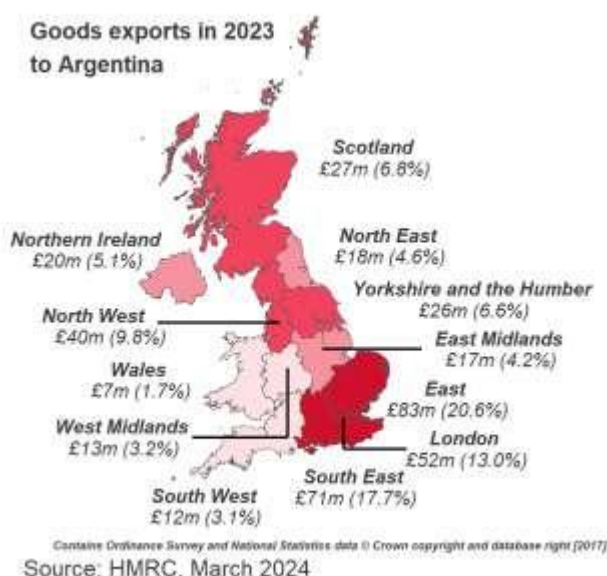 Goods exports in 2023
to Argentina
Scotland
£27m (6.8%)
Northern Ireland
£20m (5.1%)
North East
£18m (4.6%)
Yorkshire and the Humber
£26m (6.6%)
North West
£40m (9.8%)
East Midlands
£17m (4.2%)
Wales
£7m (1.7%)
East
£83m (20.6%)
West Midlands
£13m (3.2%)
London
£52m (13.0%)
South East
£71m (17.7%)
South West
£12m (3.1%)
Contains Ordinance Survey and National Statistics data © Crown copyright and database right [2017]
Source: HMRC, March 2024